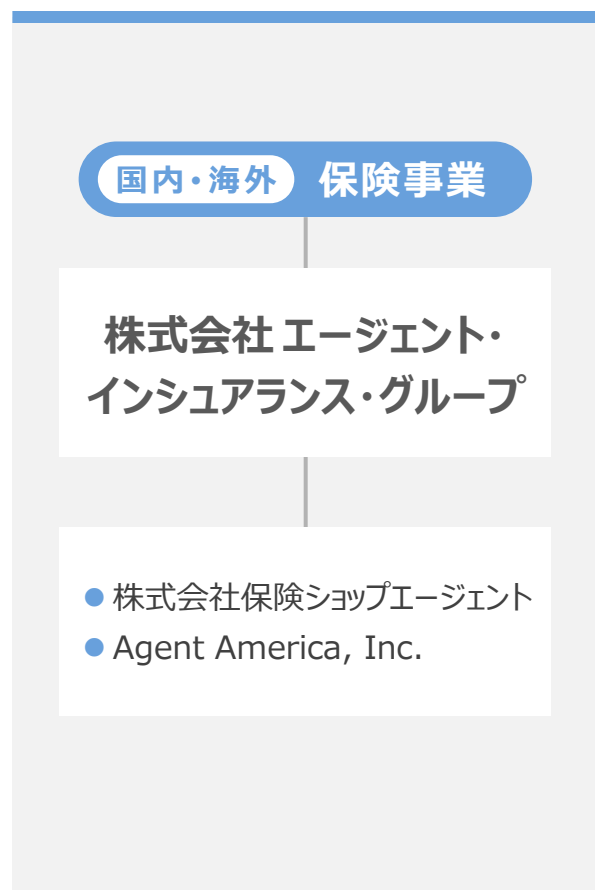 国内・海外 保険事業
株式会社 エージェント・
インシュアランス・グループ
● 株式会社保険ショップエージェント
● Agent America, Inc.